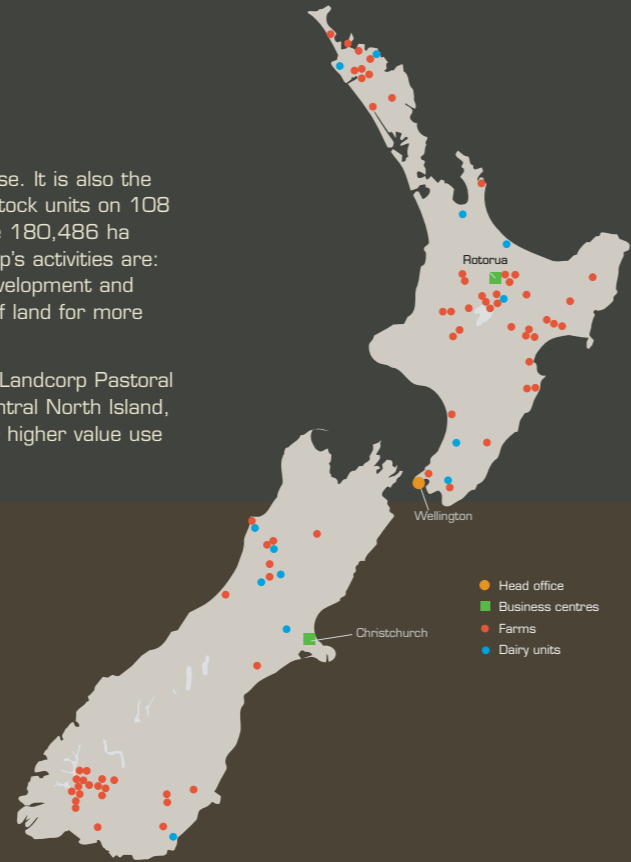 se. It is also the
tock units on 108
180,486 ha
p's activities are:
velopment and
f land for more
Landcorp Pastoral
ntral North Island,
higher value use
Rotorua
Wellington
Christchurch
Head office
Business centres
Farms
Dairy units